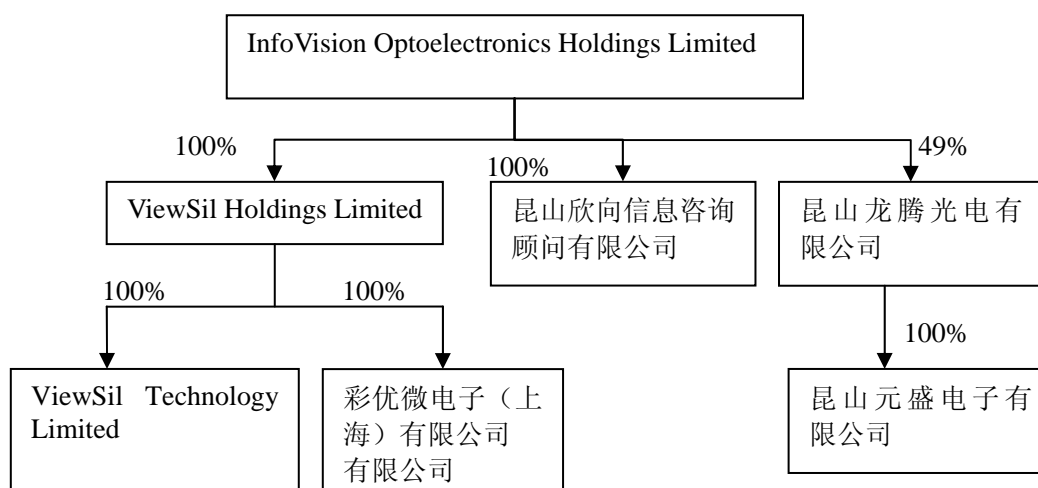 InfoVision Optoelectronics Holdings Limited
100%
100%
49%
ViewSil Holdings Limited
昆山欣向信息咨询
顾问有限公司
昆山龙腾光电有
限公司
100%
100%
100%
ViewSil Technology
Limited
彩优微电子（上
海）有限公司
有限公司
昆山元盛电子有
限公司